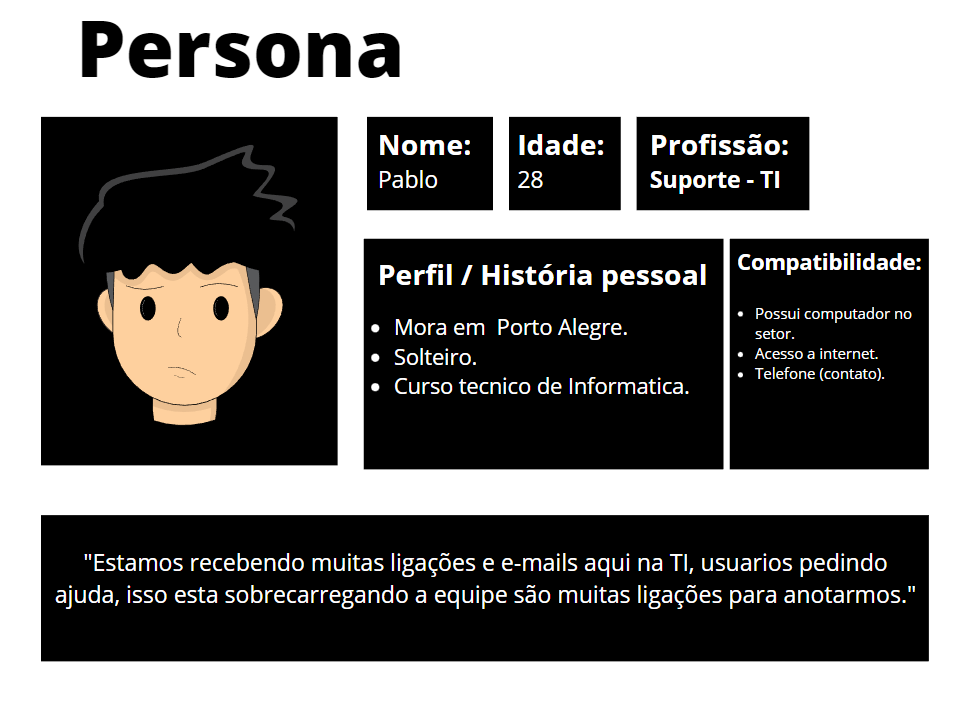 Persona
Nome:
Pablo
Idade:
28
Profissão:
Suporte - TI
Perfil / História pessoal
• Mora em  Porto Alegre.
• Solteiro.
• Curso tecnico de Informatica.
Compatibilidade:
• Possui computador no
setor.
• Acesso a internet.
• Telefone (contato).
"Estamos recebendo muitas ligações e e-mails aqui na TI, usuarios pedindo
ajuda, isso esta sobrecarregando a equipe são muitas ligações para anotarmos."